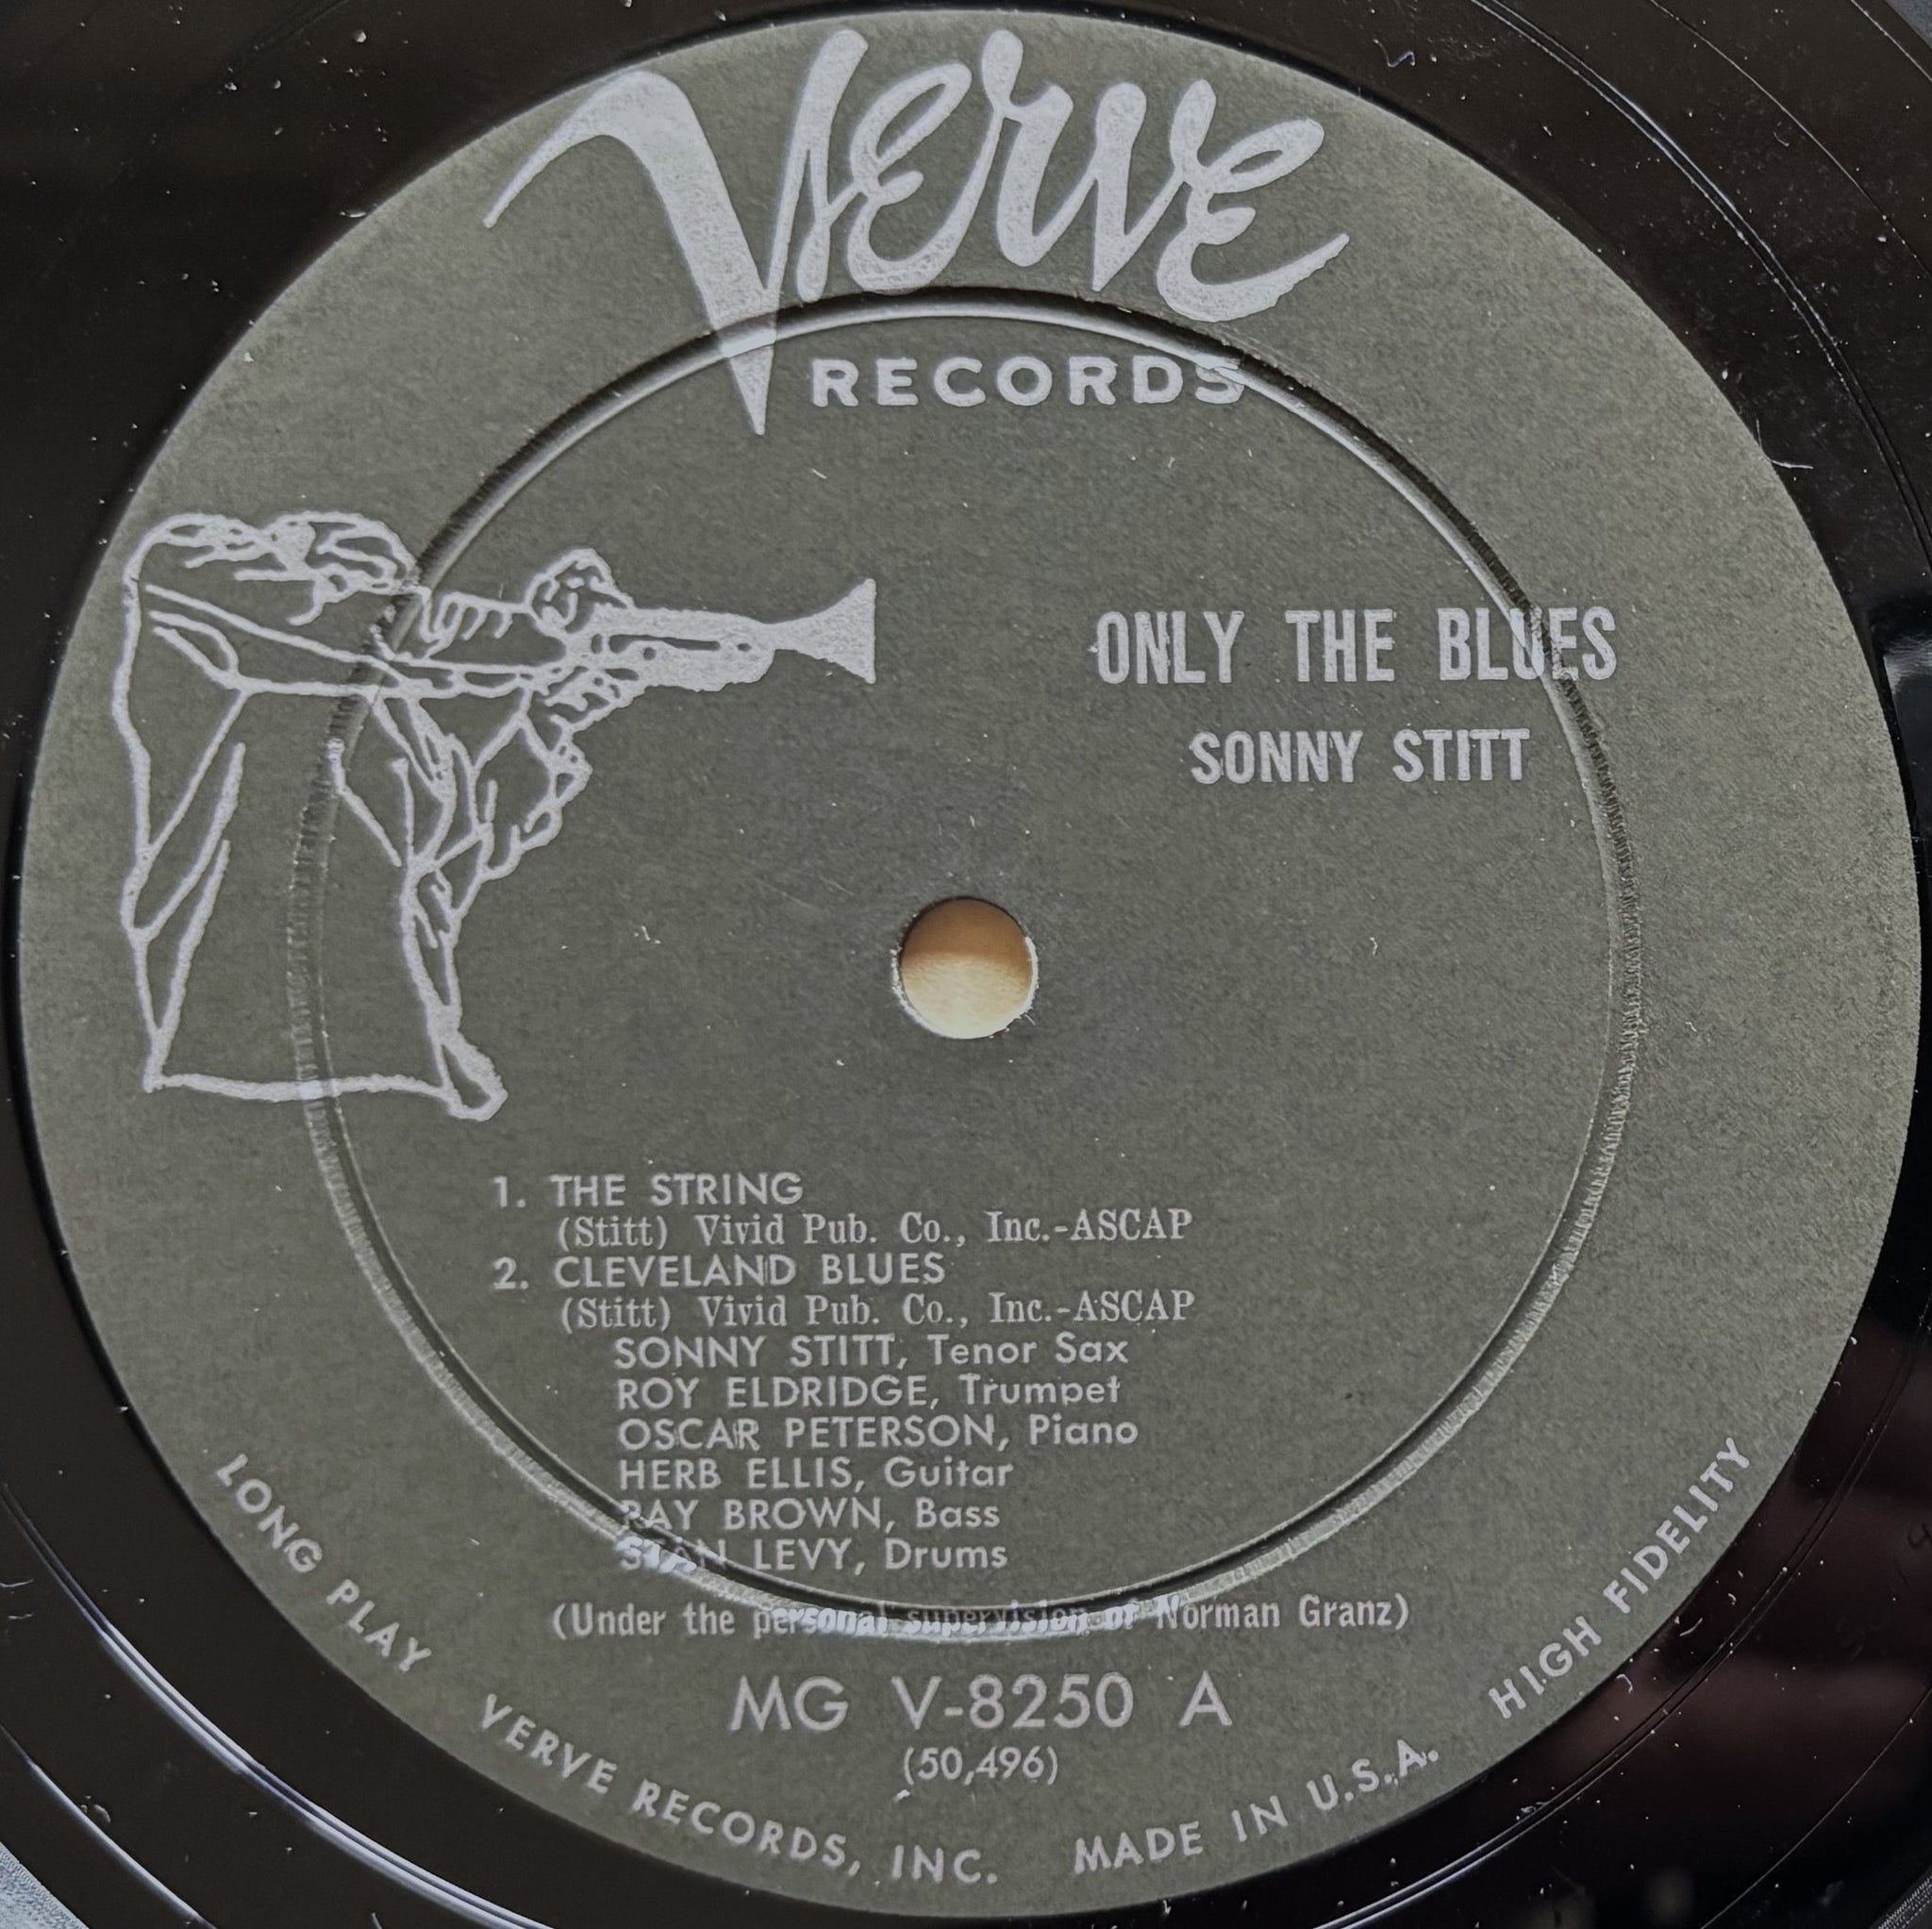 Verve
RECORDS
ONLY THE BLUES
SONNY STITT
1. THE STRING
(Stitt) Vivid Pub. Co., Inc.-ASCAP
2. CLEVELAND BLUES
(Stitt) Vivid Pub. Co., Inc.-ASCAP
SONNY STITT, Tenor Sax
ROY ELDRIDGE, Trumpet
OSCAR PETERSON, Piano
HERB ELLIS, Guitar
RAY BROWN, Bass
STAN LEVY, Drums
(Under the personal supervision of Norman Granz)
MG V-8250 A
(50,496)
LONG PLAY VERVE RECORDS, INC. MADE IN U.S.A. HIGH FIDELITY